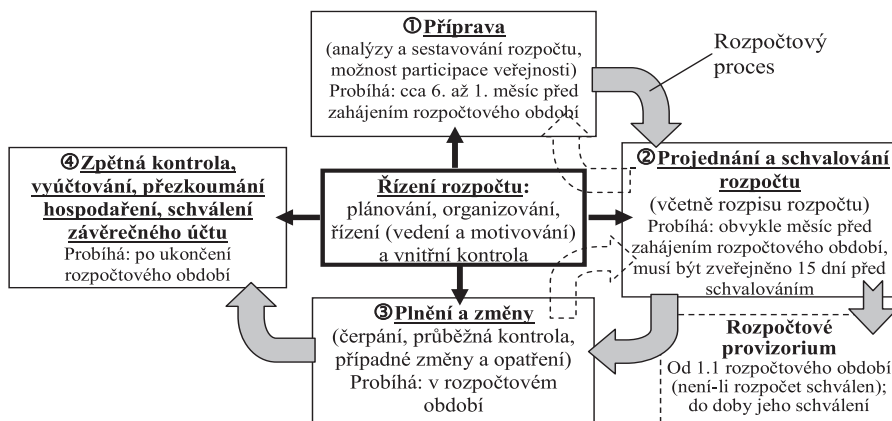 ①Příprava
(analýzy a sestavování rozpočtu,
možnost participace veřejnosti)
Probíhá: cca 6. až 1. měsíc před
zahájením rozpočtového období
Rozpočtový
proces
④Zpětná kontrola,
vyúčtování, přezkoumání
hospodaření, schválení
závěrečného účtu
Probíhá: po ukončení
rozpočtového období
Řízení rozpočtu:
plánování, organizování,
řízení (vedení a motivování)
a vnitřní kontrola
②Projednání a schvalování
rozpočtu
(včetně rozpisu rozpočtu)
Probíhá: obvykle měsíc před
zahájením rozpočtového období,
musí být zveřejněno 15 dní před
schvalováním
③Plnění a změny
(čerpání, průběžná kontrola,
případné změny a opatření)
Probíhá: v rozpočtovém
období
Rozpočtové
provizorium
Od 1.1 rozpočtového období
(není-li rozpočet schválen);
do doby jeho schválení